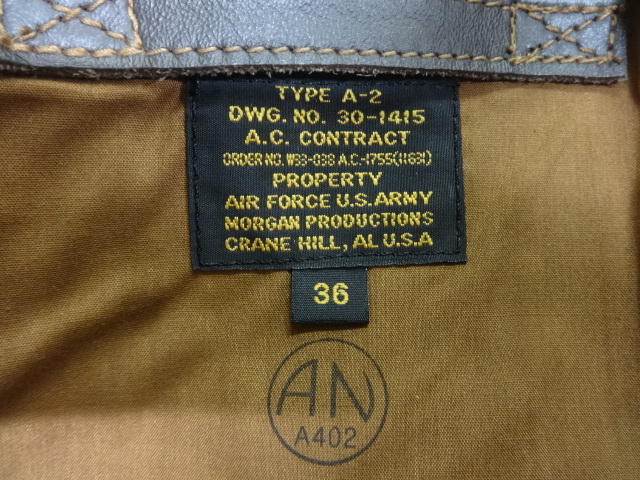 TYPE A-2
DWG. NO. 30-1415
A.C. CONTRACT
ORDER NO. W33-038 A.C.-1755(11631)
PROPERTY
AIR FORCE U.S. ARMY
MORGAN PRODUCTIONS
CRANE HILL, AL U.S.A
36
AN
A402